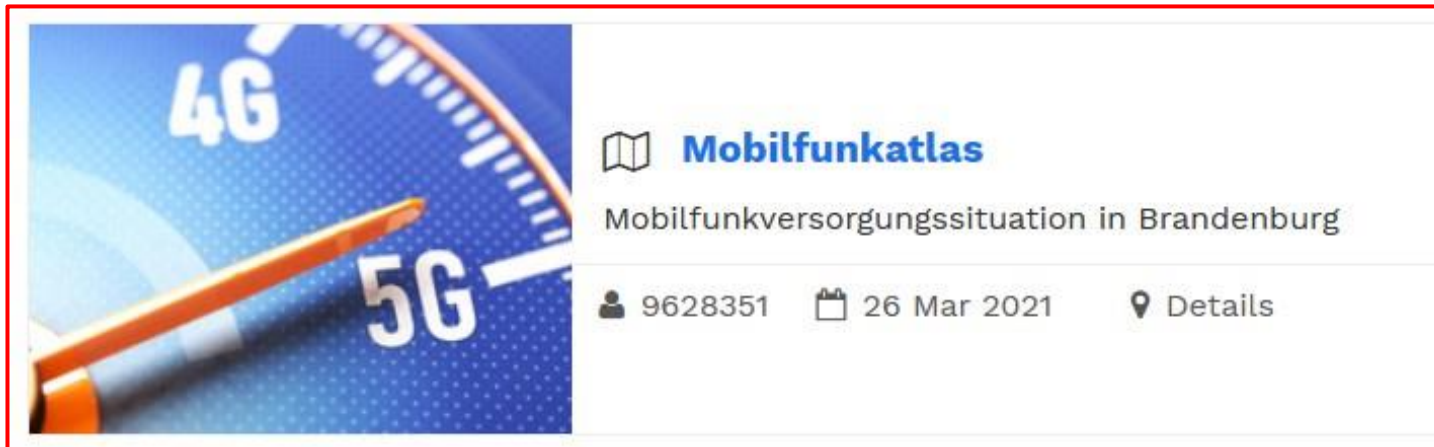 4G
5G
Mobilfunkatlas
Mobilfunkversorgungssituation in Brandenburg
9628351 26 Mar 2021 Details